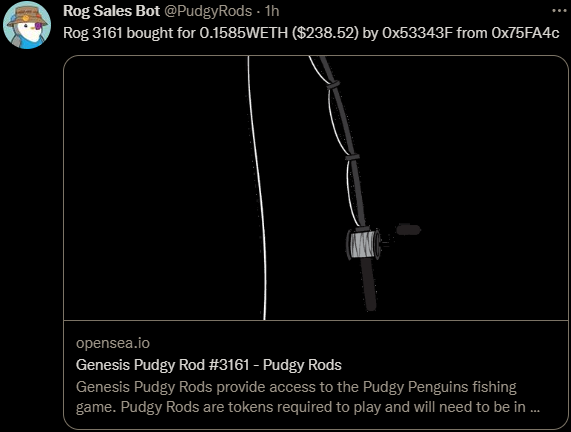 Rog Sales Bot @PudgyRods · 1h
Rog 3161 bought for 0.1585WETH ($238.52) by 0x53343F from 0x75FA4c
opensea.io
Genesis Pudgy Rod #3161 - Pudgy Rods
Genesis Pudgy Rods provide access to the Pudgy Penguins fishing
game. Pudgy Rods are tokens required to play and will need to be in ...